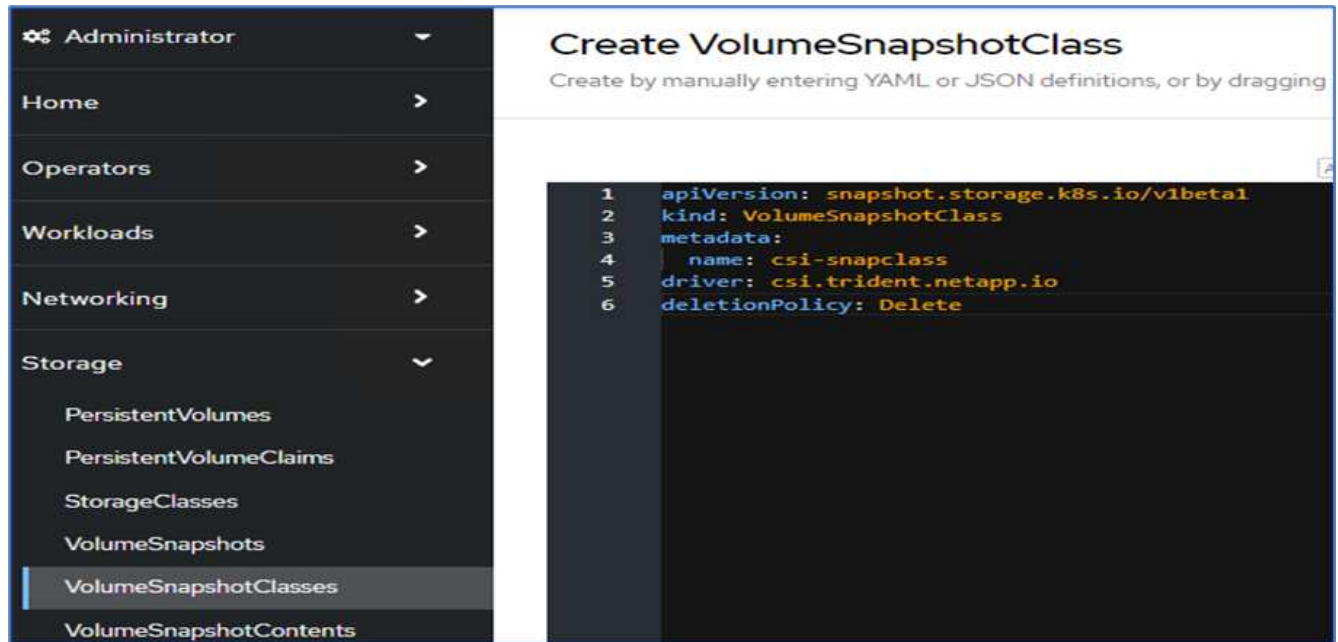 Administrator
Home
Operators
Workloads
Networking
Storage
PersistentVolumes
PersistentVolumeClaims
StorageClasses
VolumeSnapshots
VolumeSnapshotClasses
VolumeSnapshotContents
Create VolumeSnapshotClass
Create by manually entering YAML or JSON definitions, or by dragging
1 apiVersion: snapshot.storage.k8s.io/v1beta1
2 kind: VolumeSnapshotClass
3 metadata:
4   name: csi-snapclass
5 driver: csi.trident.netapp.io
6 deletionPolicy: Delete